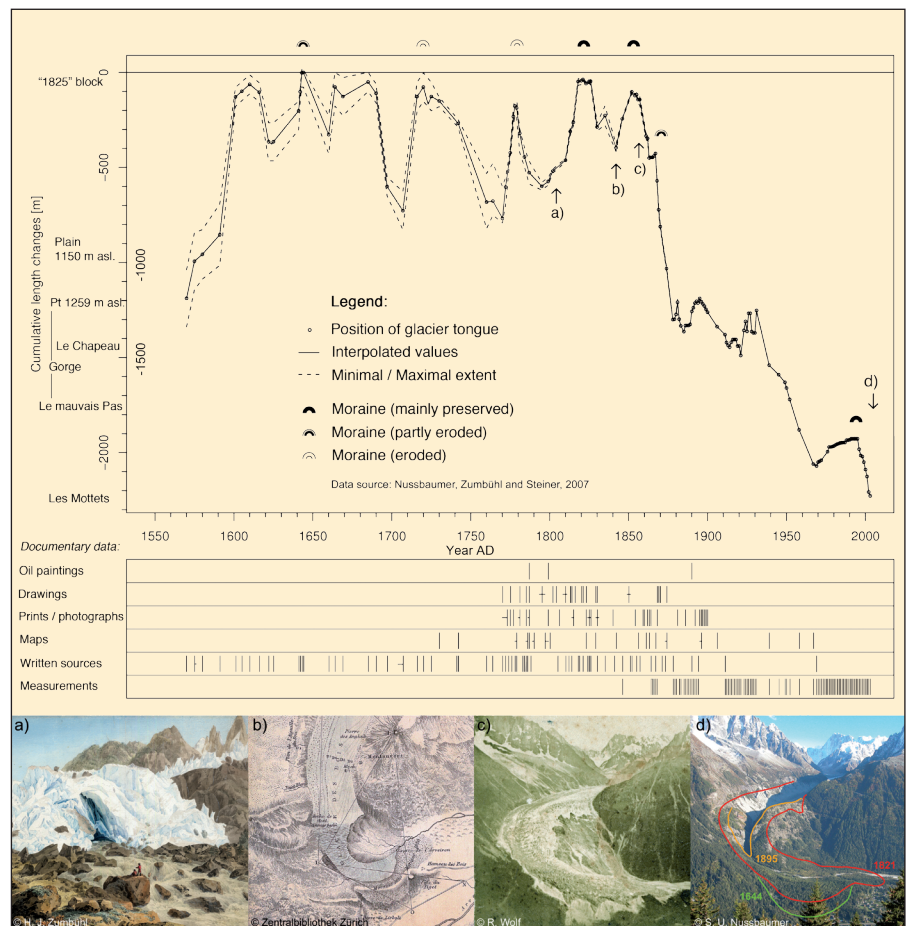 "1825" block
0
-500
-1000
-1500
-2000
Cumulative length changes [m]
Plain
1150 m asl.
Pt 1259 m asl.
Le Chapeau
Gorge
Le mauvais Pas
Les Mottets
a)
b)
c)
d)
Legend:
Position of glacier tongue
Interpolated values
Minimal / Maximal extent
Moraine (mainly preserved)
Moraine (partly eroded)
Moraine (eroded)
Data source: Nussbaumer, Zumbühl and Steiner, 2007
1550 1600 1650 1700 1750 1800 1850 1900 1950 2000
Year AD
Documentary data:
Oil paintings
Drawings
Prints / photographs
Maps
Written sources
Measurements
a)
© H. J. Zumbühl
b)
© Zentralbibliothek Zürich
c)
© R. Wolf
d)
1895
1821
1644
© S. U. Nussbaumer